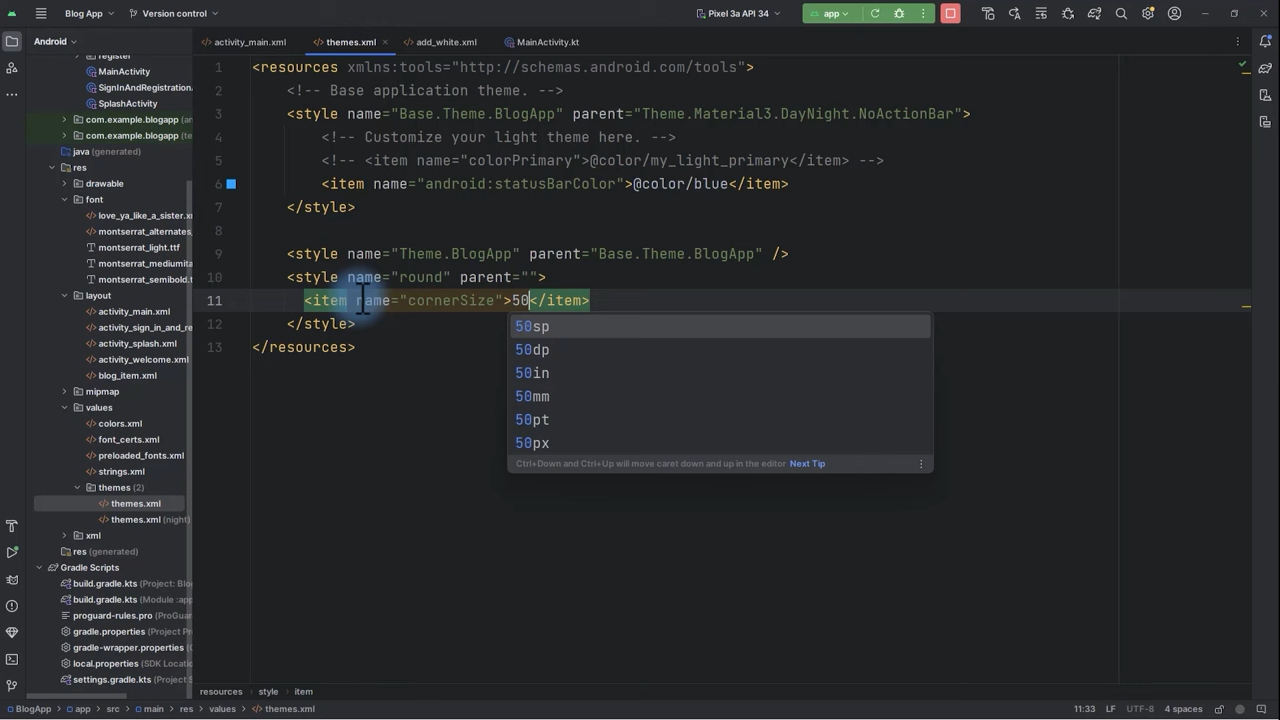 Blog App
Version control
Pixel 3a API 34
app
Android
activity_main.xml
themes.xml
add_white.xml
MainActivity.kt
register
MainActivity
SignInAndRegistration
SplashActivity
com.example.blogapp (an
com.example.blogapp (te
java (generated)
res
drawable
font
love_ya_like_a_sister.xm
montserrat_alternates_
montserrat_light.ttf
montserrat_mediumita
montserrat_semibold.t
layout
activity_main.xml
activity_sign_in_and_re
activity_splash.xml
activity_welcome.xml
blog_item.xml
mipmap
values
colors.xml
font_certs.xml
preloaded_fonts.xml
strings.xml
themes (2)
themes.xml
themes.xml (night)
xml
res (generated)
Gradle Scripts
build.gradle.kts (Project: Blo
build.gradle.kts (Module :app
proguard-rules.pro (ProGua
gradle.properties (Project Pr
gradle-wrapper.properties (
local.properties (SDK Locati
settings.gradle.kts (Project
1 <resources xmlns:tools="http://schemas.android.com/tools">
2 <!-- Base application theme. -->
3 <style name="Base.Theme.BlogApp" parent="Theme.Material3.DayNight.NoActionBar">
4 <!-- Customize your light theme here. -->
5 <!-- <item name="colorPrimary">@color/my_light_primary</item> -->
6 <item name="android:statusBarColor">@color/blue</item>
7 </style>
8
9 <style name="Theme.BlogApp" parent="Base.Theme.BlogApp" />
10 <style name="round" parent="">
11 <item name="cornerSize">50</item>
12 </style>
13 </resources>
50sp
50dp
50in
50mm
50pt
50px
Ctrl+Down and Ctrl+Up will move caret down and up in the editor Next Tip
resources > style > item
BlogApp > app > src > main > res > values > themes.xml
11:33 LF UTF-8 4 spaces